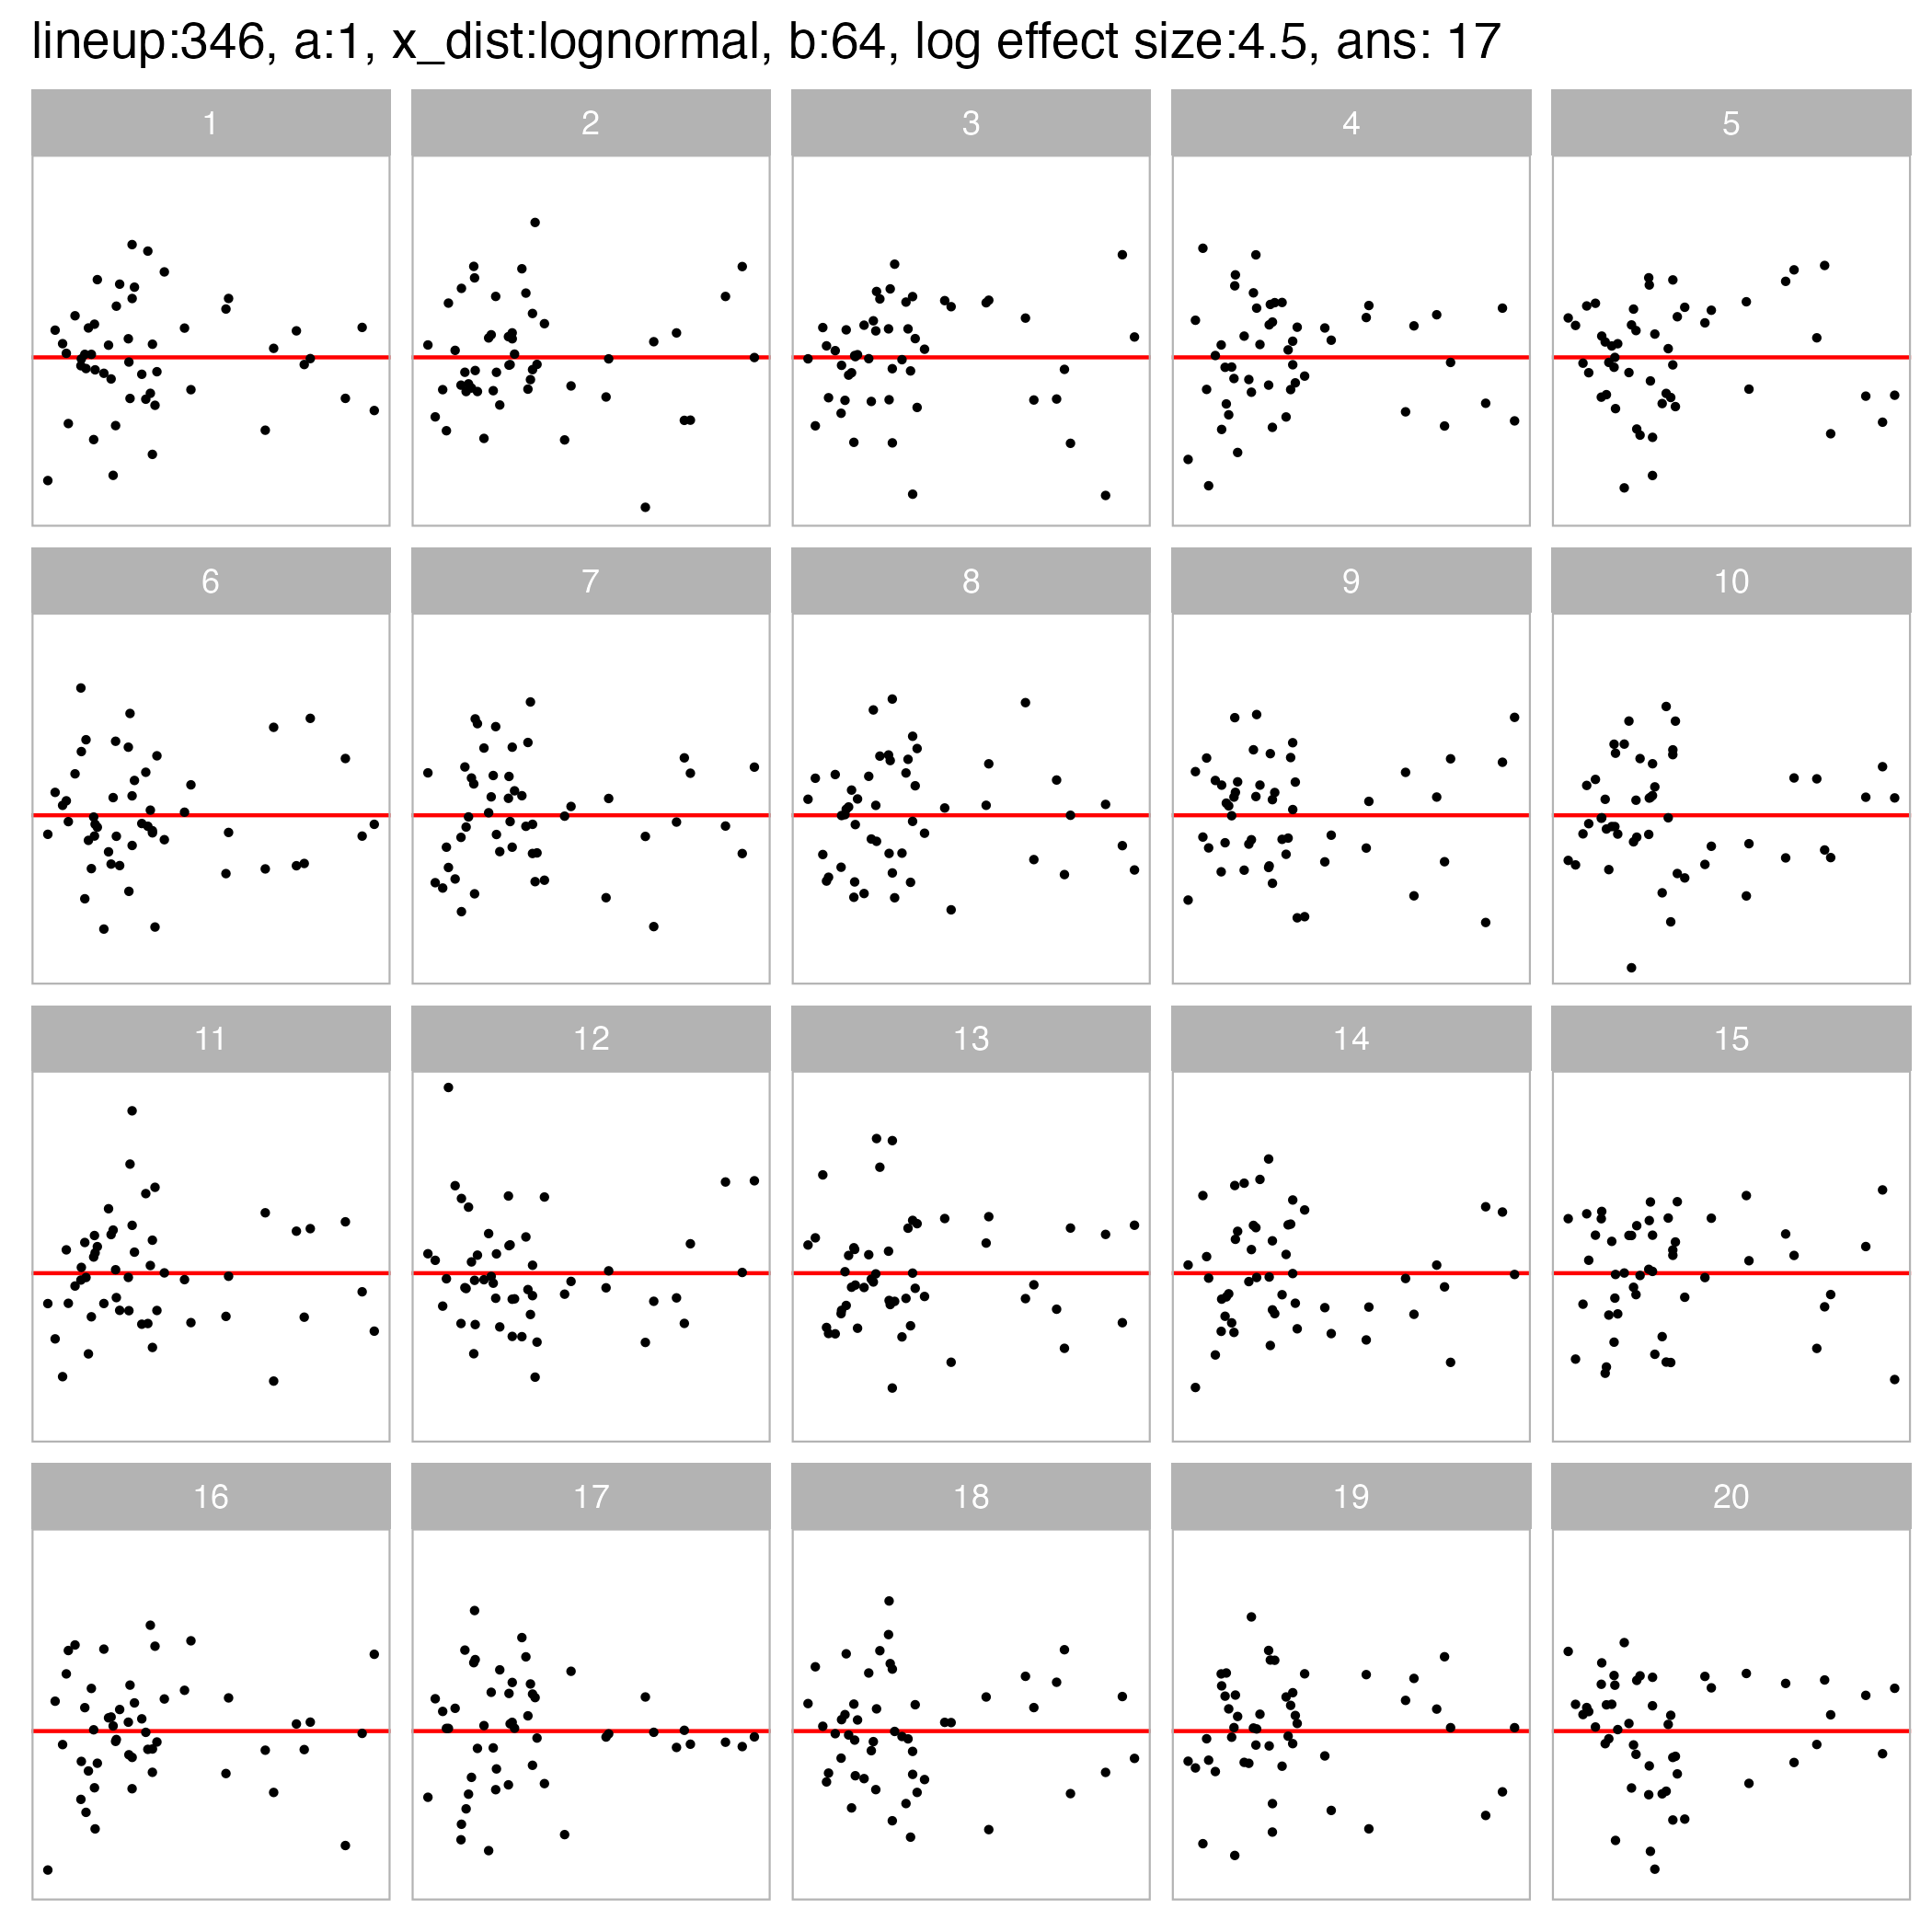 lineup:346, a:1, x_dist:lognormal, b:64, log effect size:4.5, ans: 17
1 2 3 4 5
6 7 8 9 10
11 12 13 14 15
16 17 18 19 20